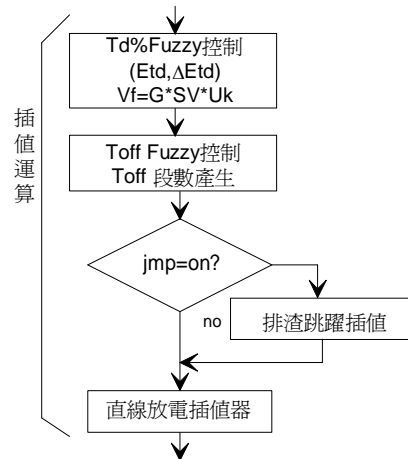 插值運算
Td%Fuzzy控制
(Etd,ΔEtd)
Vf=G*SV*Uk
Toff Fuzzy控制
Toff 段數產生
jmp=on?
no
排渣跳躍插值
直線放電插值器